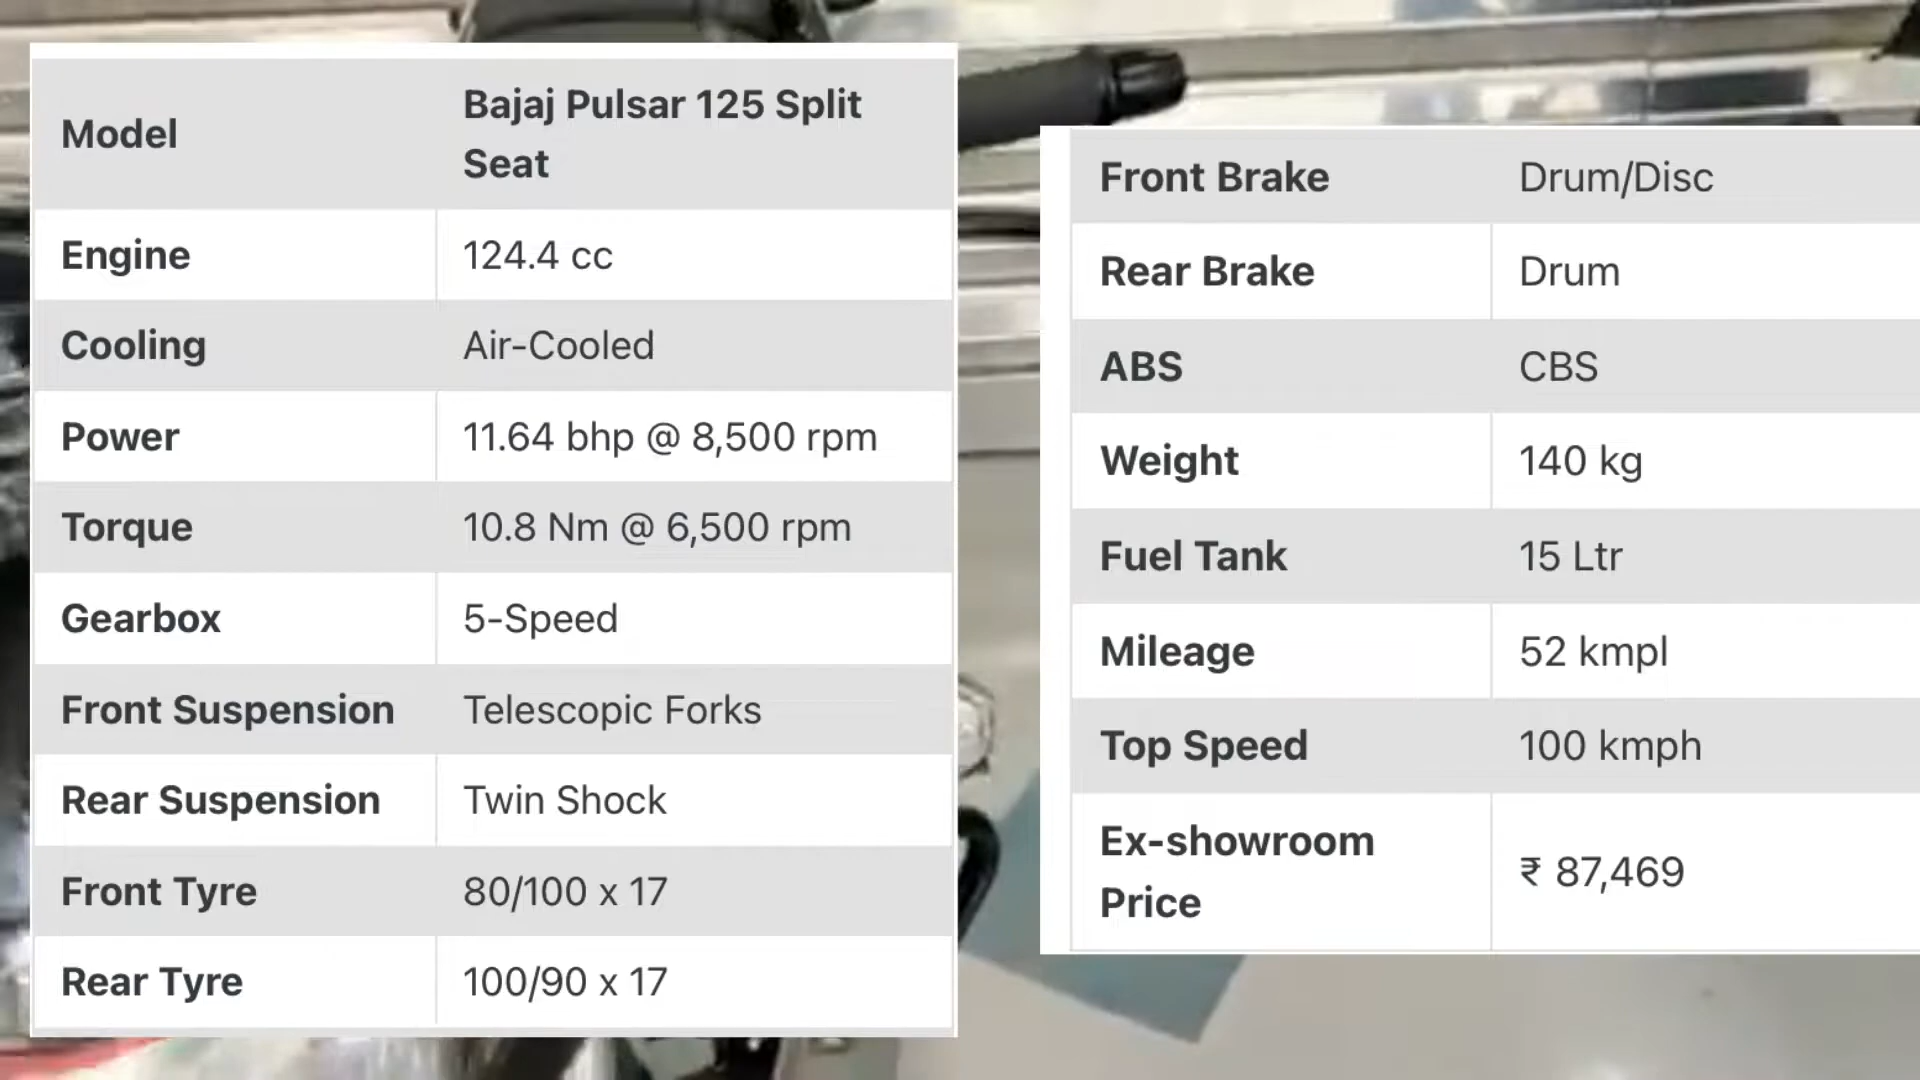 Model Bajaj Pulsar 125 Split
Seat
Engine 124.4 cc
Cooling Air-Cooled
Power 11.64 bhp @ 8,500 rpm
Torque 10.8 Nm @ 6,500 rpm
Gearbox 5-Speed
Front Suspension Telescopic Forks
Rear Suspension Twin Shock
Front Tyre 80/100 x 17
Rear Tyre 100/90 x 17
Front Brake Drum/Disc
Rear Brake Drum
ABS CBS
Weight 140 kg
Fuel Tank 15 Ltr
Mileage 52 kmpl
Top Speed 100 kmph
Ex-showroom
Price ₹ 87,469